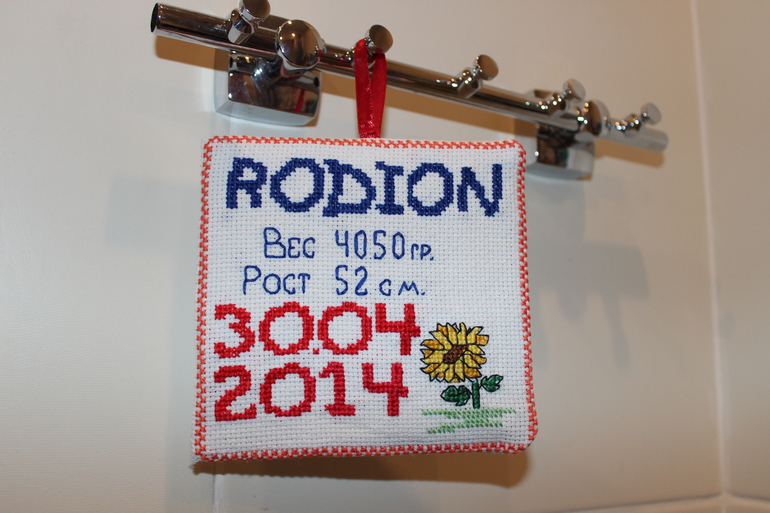 RODION
Вес 4050гр.
Рост 52см.
30.04
2014